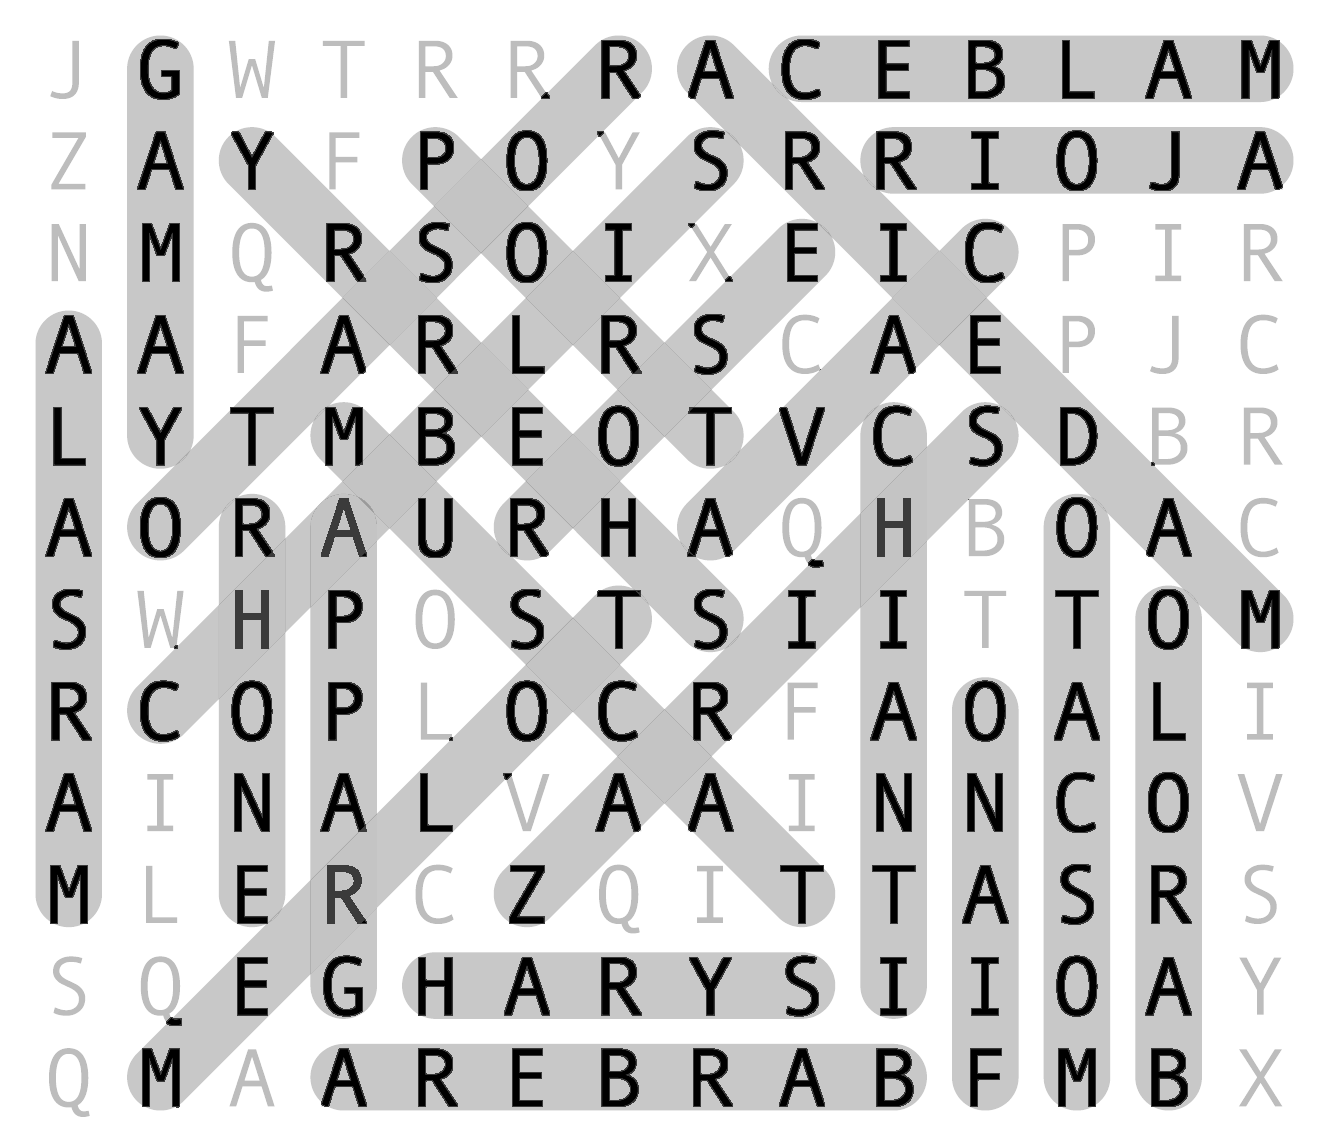 J G W T R R R A C E B L A M
Z A Y F P O Y S R R I O J A
N M Q R S O I X E I C P I R
A A F A R L R S C A E P J C
L Y T M B E O T V C S D B R
A O R A U R H A Q H B O A C
S W H P O S T S I I T T O M
R C O P L O C R F A O A L I
A I N A L V A A I N N C O V
M L E R C Z Q I T T A S R S
S Q E G H A R Y S I I O A Y
Q M A A R E B R A B F M B X